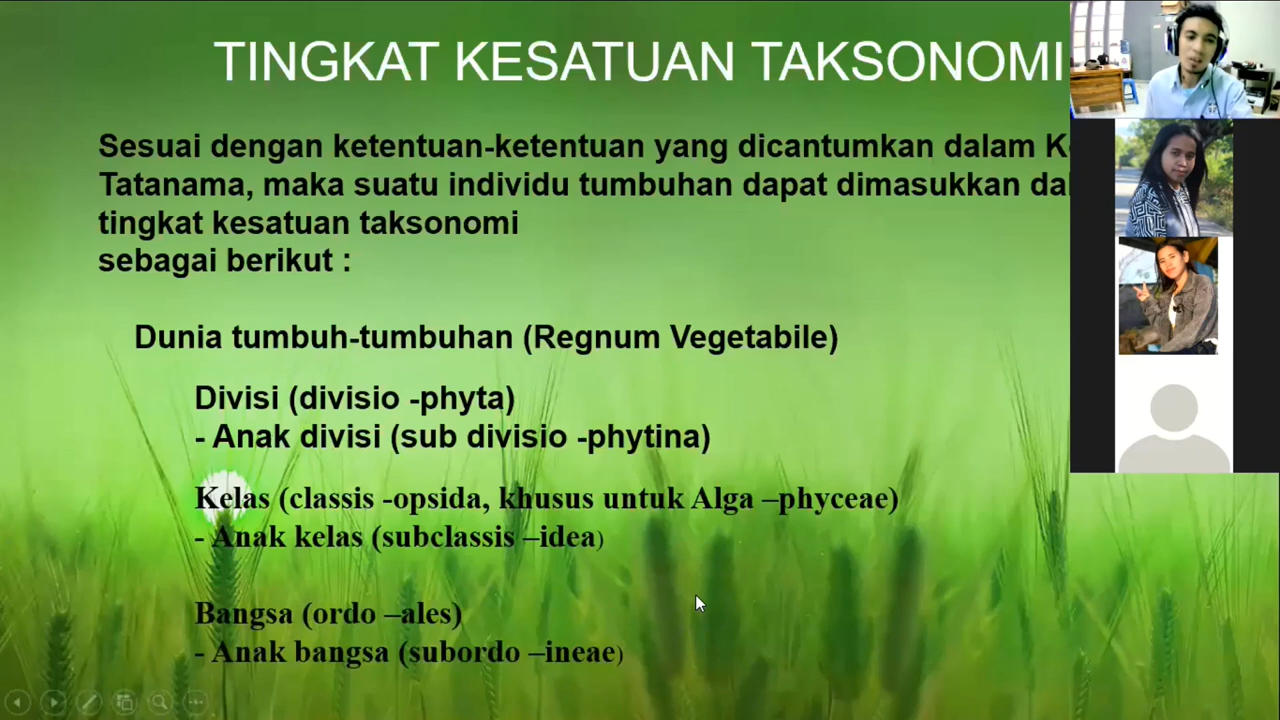 TINGKAT KESATUAN TAKSONOMI
Sesuai dengan ketentuan-ketentuan yang dicantumkan dalam
Tatanama, maka suatu individu tumbuhan dapat dimasukkan
tingkat kesatuan taksonomi
sebagai berikut :
Dunia tumbuh-tumbuhan (Regnum Vegetabile)
Divisi (divisio -phyta)
- Anak divisi (sub divisio -phytina)
Kelas (classis -opsida, khusus untuk Alga –phyceae)
- Anak kelas (subclassis –idea)
Bangsa (ordo –ales)
- Anak bangsa (subordo –ineae)